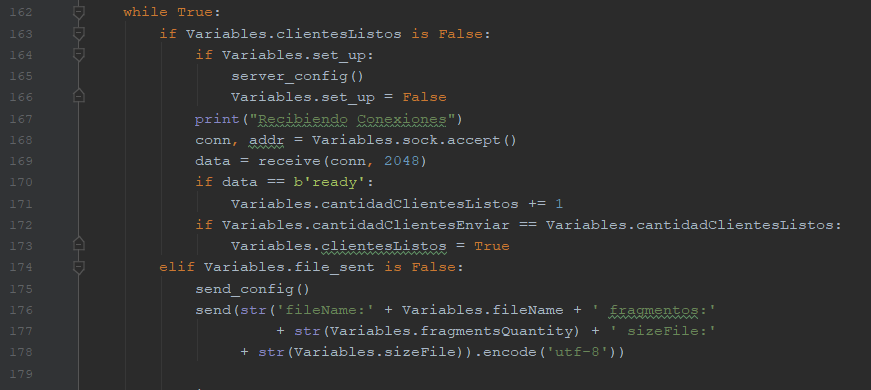 162 while True:
163 if Variables.clientesListos is False:
164 if Variables.set_up:
165 server_config()
166 Variables.set_up = False
167 print("Recibiendo Conexiones")
168 conn, addr = Variables.sock.accept()
169 data = receive(conn, 2048)
170 if data == b'ready':
171 Variables.cantidadClientesListos += 1
172 if Variables.cantidadClientesEnviar == Variables.cantidadClientesListos:
173 Variables.clientesListos = True
174 elif Variables.file_sent is False:
175 send_config()
176 send(str('fileName:' + Variables.fileName + ' fragmentos:'
177 + str(Variables.fragmentsQuantity) + ' sizeFile:'
178 + str(Variables.sizeFile)).encode('utf-8'))
179